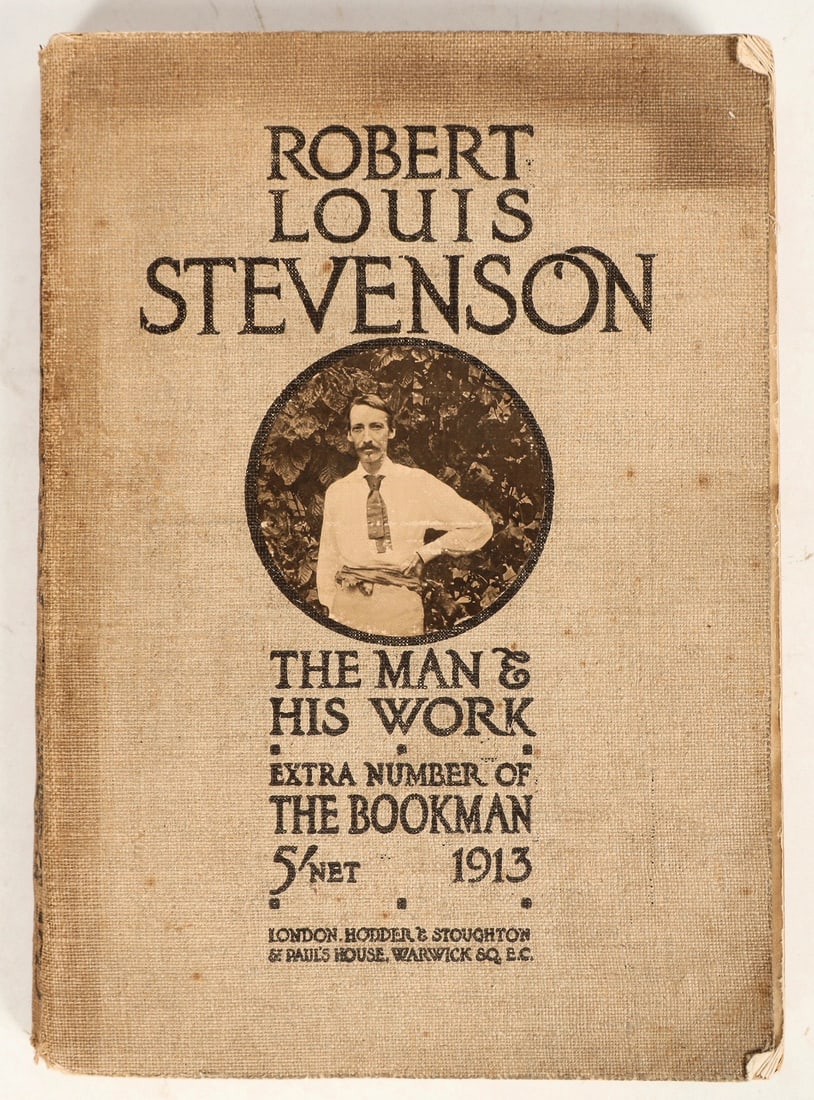 ROBERT
LOUIS
STEVENSON
THE MAN &
HIS WORK
EXTRA NUMBER OF
THE BOOKMAN
5/NET 1913
LONDON. HODDER & STOUGHTON
St PAUL'S HOUSE, WARWICK SQ. E.C.